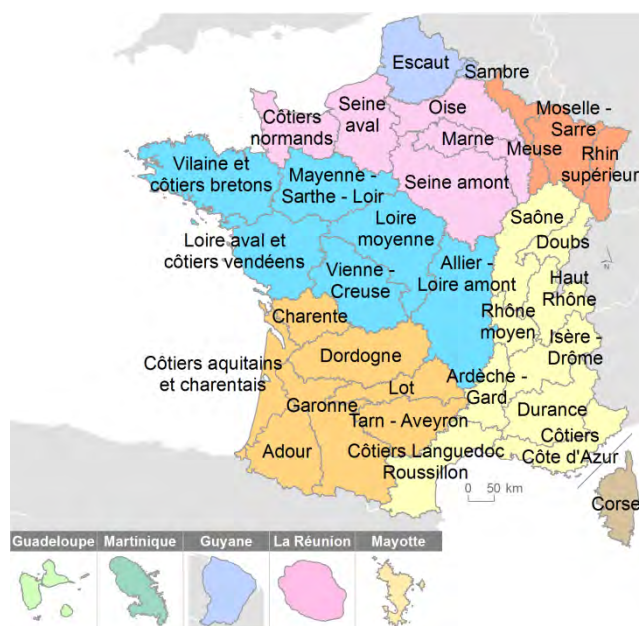 Escaut
Sambre
Seine
aval
Oise
Moselle -
Sarre
Côtiers
normands
Marne
Meuse
Rhin
supérieur
Vilaine et
côtiers bretons
Mayenne -
Sarthe - Loir
Seine amont
Saône
Doubs
Loire
moyenne
Loire aval et
côtiers vendéens
Vienne -
Creuse
Allier -
Loire amont
Haut
Rhône
Rhône
moyen
Charente
Isère -
Drôme
Dordogne
Côtiers aquitains
et charentais
Lot
Ardèche -
Gard
Garonne
Tarn - Aveyron
Durance
Adour
Côtiers Languedoc
Roussillon
Côtiers
Côte d'Azur
0 50 km
Corse
N
Guadeloupe
Martinique
Guyane
La Réunion
Mayotte